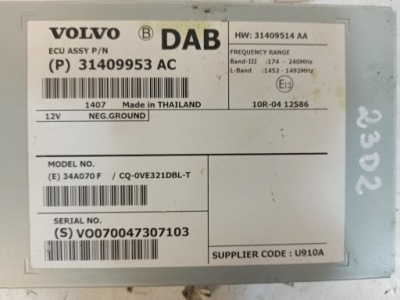 VOLVO B DAB
HW: 31409514 AA
ECU ASSY P/N
(P) 31409953 AC
FREQUENCY RANGE
Band-III :174 - 240MHz
L-Band :1452 - 1492MHz
E13
1407 Made in THAILAND
10R-04 12586
12V NEG.GROUND
MODEL NO.
(E) 34A070 F / CQ-0VE321DBL-T
SERIAL NO.
(S) VO070047307103
SUPPLIER CODE : U910A
23D2